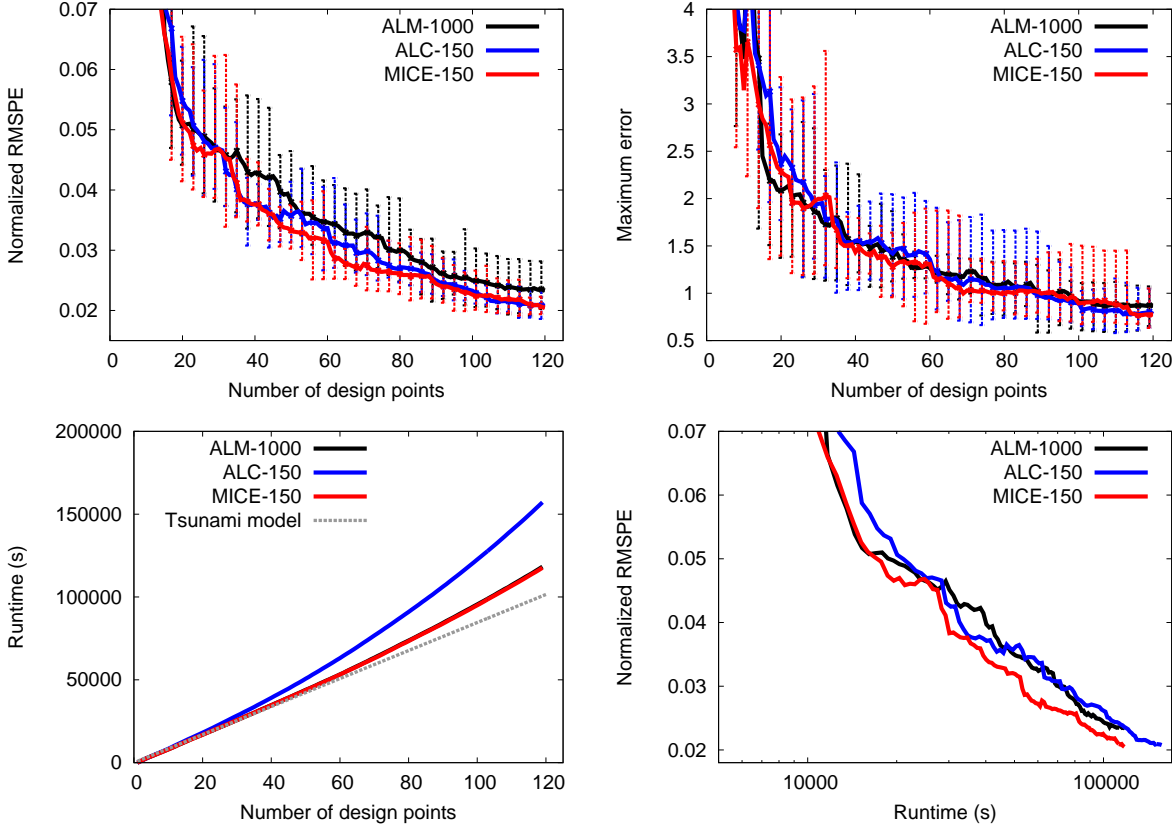 0.07
0.06
0.05
0.04
0.03
0.02
Normalized RMSPE
ALM-1000
ALC-150
MICE-150
0 20 40 60 80 100 120
Number of design points
4
3.5
3
2.5
2
1.5
1
0.5
Maximum error
ALM-1000
ALC-150
MICE-150
0 20 40 60 80 100 120
Number of design points
200000
150000
100000
50000
0
Runtime (s)
ALM-1000
ALC-150
MICE-150
Tsunami model
0 20 40 60 80 100 120
Number of design points
0.07
0.06
0.05
0.04
0.03
0.02
Normalized RMSPE
ALM-1000
ALC-150
MICE-150
10000 100000
Runtime (s)